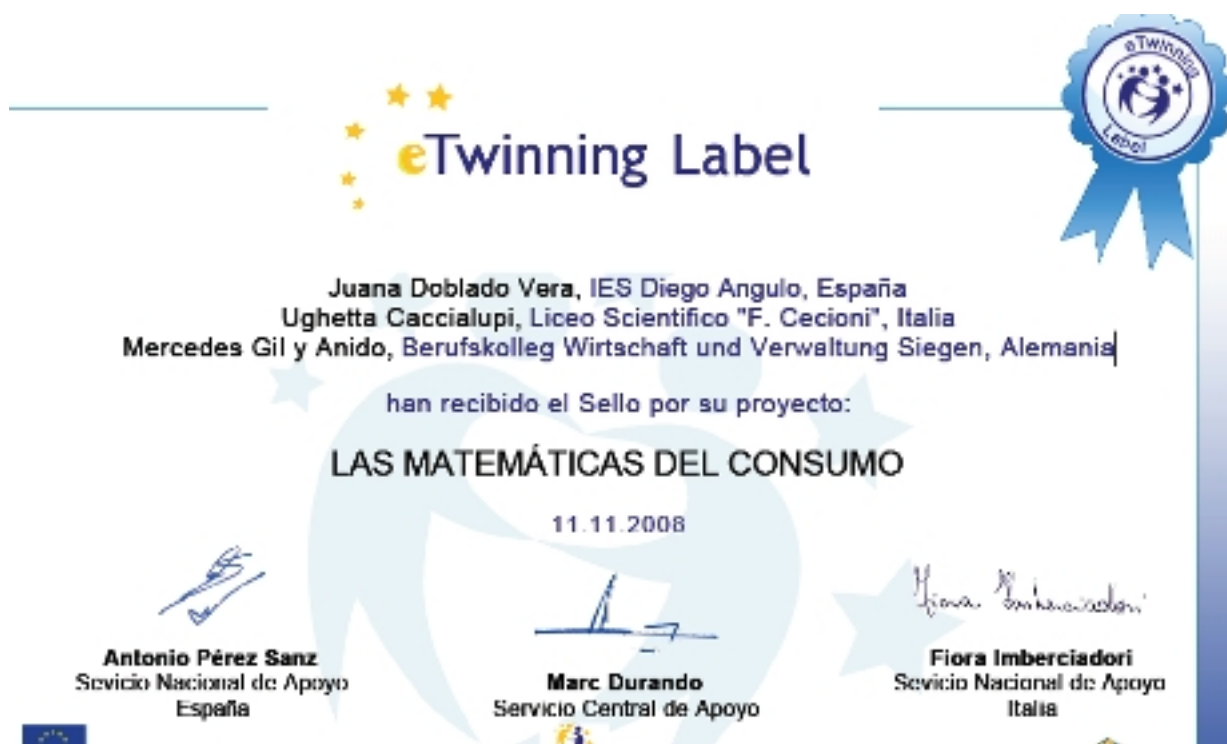 eTwinning
Label
eTwinning Label
Juana Doblado Vera, IES Diego Angulo, España
Ughetta Caccialupi, Liceo Scientifico "F. Cecioni", Italia
Mercedes Gil y Anido, Berufskolleg Wirtschaft und Verwaltung Siegen, Alemania
han recibido el Sello por su proyecto:
LAS MATEMÁTICAS DEL CONSUMO
11.11.2008
Fiora Imberciadori
Antonio Pérez Sanz
Sevicio Nacional de Apoyo
España
Marc Durando
Servicio Central de Apoyo
Fiora Imberciadori
Sevicio Nacional de Apoyo
Italia